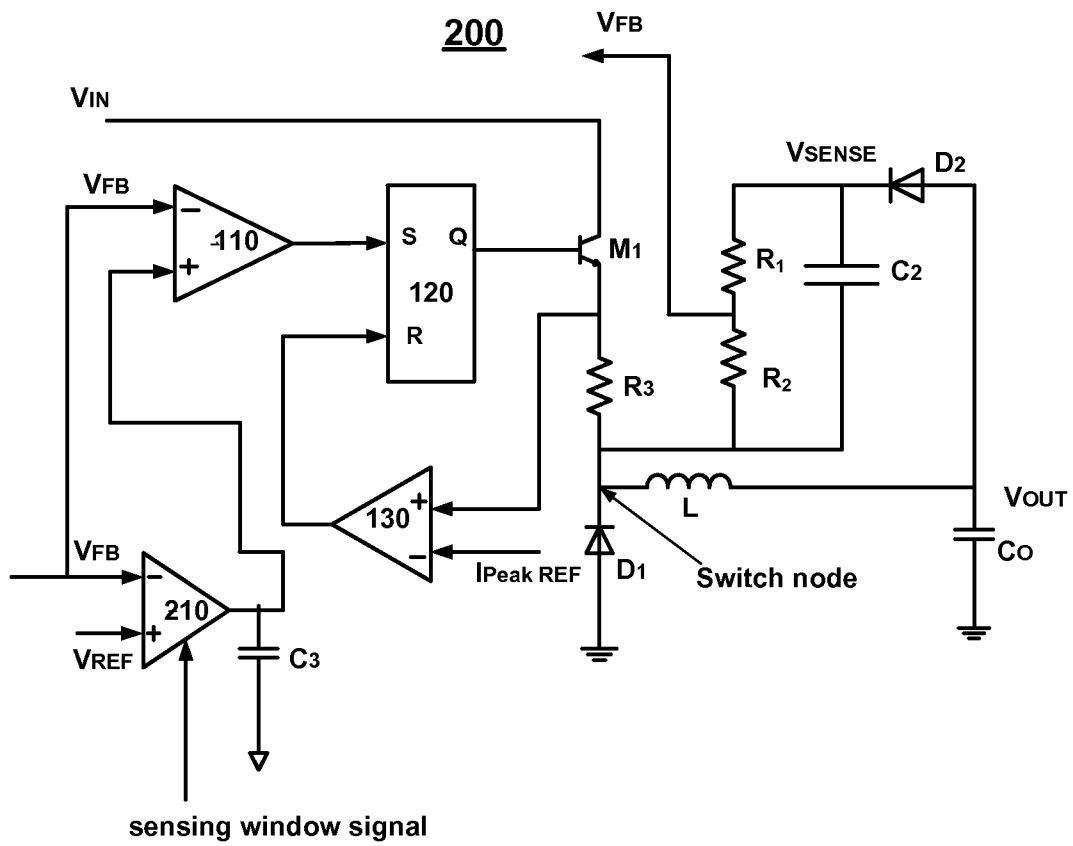 200
VFB
VIN
VSENSE
D2
VFB
110
S
Q
M1
R1
C2
120
R
R3
R2
130
L
VOUT
CO
VFB
IPeak REF
D1
Switch node
210
VREF
C3
sensing window signal